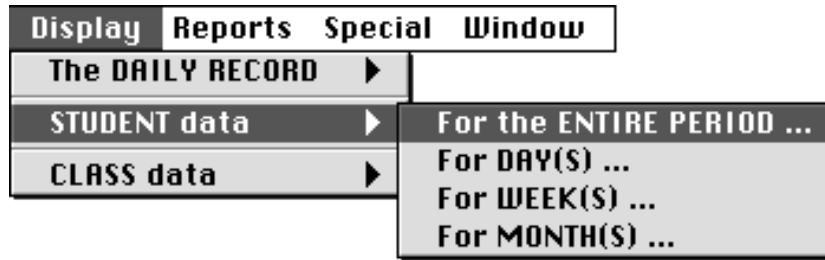 Display Reports Special Window
The DAILY RECORD
STUDENT data
CLASS data
For the ENTIRE PERIOD ...
For DAY(S) ...
For WEEK(S) ...
For MONTH(S) ...